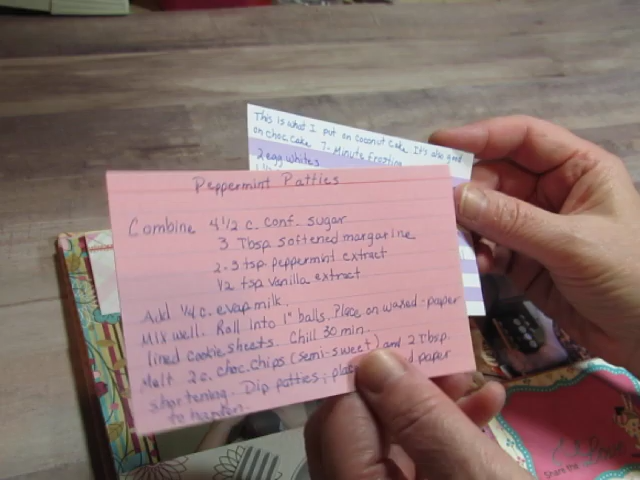 This is what I put on coconut cake. It's also good
on choc. cake 7-Minute Frosting
2 egg whites
Peppermint Patties
Combine 4 1/2 c. conf. sugar
3 Tbsp softened margarine
2-3 tsp. peppermint extract
1/2 tsp vanilla extract
Add 1/4 c. evap milk.
Mix well. Roll into 1" balls. Place on waxed-paper
lined cookie sheets. Chill 30 min.
Melt 2 c. choc. chips (semi-sweet) and 2 Tbsp.
shortening. Dip patties; paper
to harden.
Share the